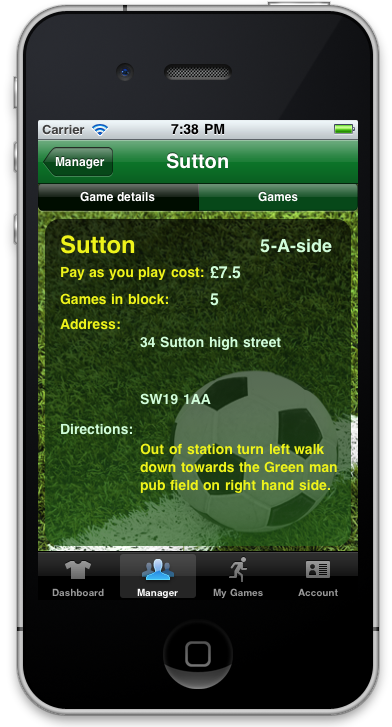 Carrier 7:38 PM
Manager Sutton
Game details Games
Sutton 5-A-side
Pay as you play cost: £7.5
Games in block: 5
Address:
34 Sutton high street
SW19 1AA
Directions:
Out of station turn left walk
down towards the Green man
pub field on right hand side.
Dashboard Manager My Games Account